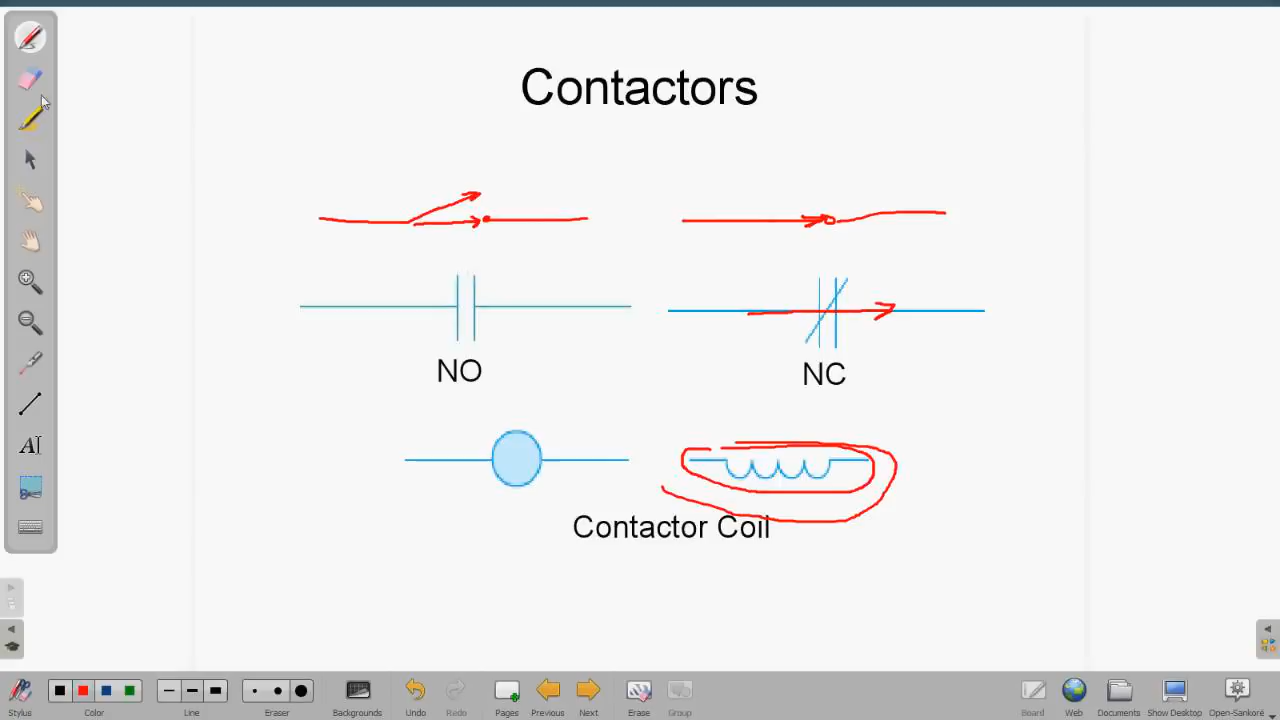 Contactors
NO
NC
Contactor Coil
A
Stylus
Color
Line
Eraser
Backgrounds
Undo
Redo
Pages
Previous
Next
Erase
Group
Board
Web
Documents
Show Desktop
Open-Sankoré